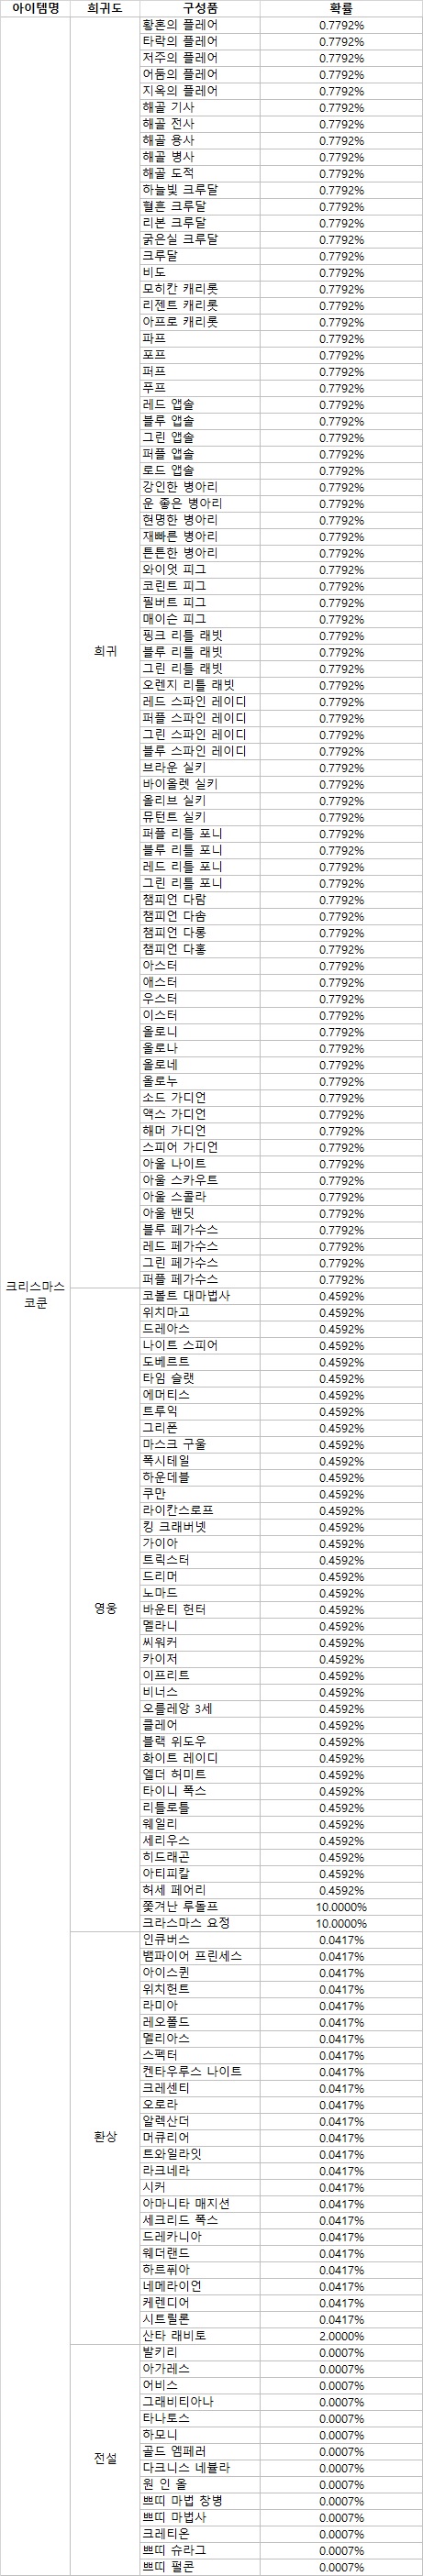 아이템명 희귀도 구성품 확률
황혼의 플레어 0.7792%
타락의 플레어 0.7792%
저주의 플레어 0.7792%
어둠의 플레어 0.7792%
지옥의 플레어 0.7792%
해골 기사 0.7792%
해골 전사 0.7792%
해골 용사 0.7792%
해골 병사 0.7792%
해골 도적 0.7792%
하늘빛 크루달 0.7792%
혈흔 크루달 0.7792%
리본 크루달 0.7792%
굵은실 크루달 0.7792%
크루달 0.7792%
비도 0.7792%
모히칸 캐리롯 0.7792%
리젠트 캐리롯 0.7792%
아프로 캐리롯 0.7792%
파프 0.7792%
포프 0.7792%
퍼프 0.7792%
푸프 0.7792%
레드 앱솔 0.7792%
블루 앱솔 0.7792%
그린 앱솔 0.7792%
퍼플 앱솔 0.7792%
로드 앱솔 0.7792%
강인한 병아리 0.7792%
운 좋은 병아리 0.7792%
현명한 병아리 0.7792%
재빠른 병아리 0.7792%
튼튼한 병아리 0.7792%
와이엇 피그 0.7792%
코린트 피그 0.7792%
필버트 피그 0.7792%
매이슨 피그 0.7792%
핑크 리틀 래빗 0.7792%
희귀 블루 리틀 래빗 0.7792%
그린 리틀 래빗 0.7792%
오렌지 리틀 래빗 0.7792%
레드 스파인 레이디 0.7792%
퍼플 스파인 레이디 0.7792%
그린 스파인 레이디 0.7792%
블루 스파인 레이디 0.7792%
브라운 실키 0.7792%
바이올렛 실키 0.7792%
올리브 실키 0.7792%
뮤턴트 실키 0.7792%
퍼플 리틀 포니 0.7792%
블루 리틀 포니 0.7792%
레드 리틀 포니 0.7792%
그린 리틀 포니 0.7792%
챔피언 다람 0.7792%
챔피언 다솜 0.7792%
챔피언 다롱 0.7792%
챔피언 다홍 0.7792%
아스터 0.7792%
애스터 0.7792%
우스터 0.7792%
이스터 0.7792%
올로니 0.7792%
올로나 0.7792%
올로네 0.7792%
올로누 0.7792%
소드 가디언 0.7792%
액스 가디언 0.7792%
해머 가디언 0.7792%
스피어 가디언 0.7792%
아울 나이트 0.7792%
아울 스카우트 0.7792%
아울 스콜라 0.7792%
아울 밴딧 0.7792%
블루 페가수스 0.7792%
레드 페가수스 0.7792%
그린 페가수스 0.7792%
퍼플 페가수스 0.7792%
크리스마스
코쿤
코볼트 대마법사 0.4592%
위치마고 0.4592%
드레아스 0.4592%
나이트 스피어 0.4592%
도베르트 0.4592%
타임 슬랫 0.4592%
에머티스 0.4592%
트루익 0.4592%
그리폰 0.4592%
마스크 구울 0.4592%
폭시테일 0.4592%
하운데블 0.4592%
쿠만 0.4592%
라이칸스로프 0.4592%
킹 크래버넷 0.4592%
가이아 0.4592%
트릭스터 0.4592%
드리머 0.4592%
노마드 0.4592%
영웅 바운티 헌터 0.4592%
멜라니 0.4592%
씨워커 0.4592%
카이저 0.4592%
이프리트 0.4592%
비너스 0.4592%
오를레앙 3세 0.4592%
클레어 0.4592%
블랙 위도우 0.4592%
화이트 레이디 0.4592%
엘더 허미트 0.4592%
타이니 폭스 0.4592%
리틀로틀 0.4592%
웨일리 0.4592%
세리우스 0.4592%
히드래곤 0.4592%
아티피칼 0.4592%
허세 페어리 0.4592%
쫓겨난 루돌프 10.0000%
크라스마스 요정 10.0000%
인큐버스 0.0417%
뱀파이어 프린세스 0.0417%
아이스퀸 0.0417%
위치헌트 0.0417%
라미아 0.0417%
레오폴드 0.0417%
멜리아스 0.0417%
스펙터 0.0417%
켄타우루스 나이트 0.0417%
크레센티 0.0417%
오로라 0.0417%
알렉산더 0.0417%
환상 머큐리어 0.0417%
트와일라잇 0.0417%
라크네라 0.0417%
시커 0.0417%
아마니타 매지션 0.0417%
세크리드 폭스 0.0417%
드레카니아 0.0417%
웨더랜드 0.0417%
하르퓌아 0.0417%
네메라이언 0.0417%
케렌디어 0.0417%
시트릴론 0.0417%
산타 래비토 2.0000%
발키리 0.0007%
아가레스 0.0007%
어비스 0.0007%
그래비티아나 0.0007%
타나토스 0.0007%
하모니 0.0007%
골드 엠페러 0.0007%
전설 다크니스 네뷸라 0.0007%
원 인 올 0.0007%
쁘띠 마법 창병 0.0007%
쁘띠 마법사 0.0007%
크레티온 0.0007%
쁘띠 슈라그 0.0007%
쁘띠 펄콘 0.0007%